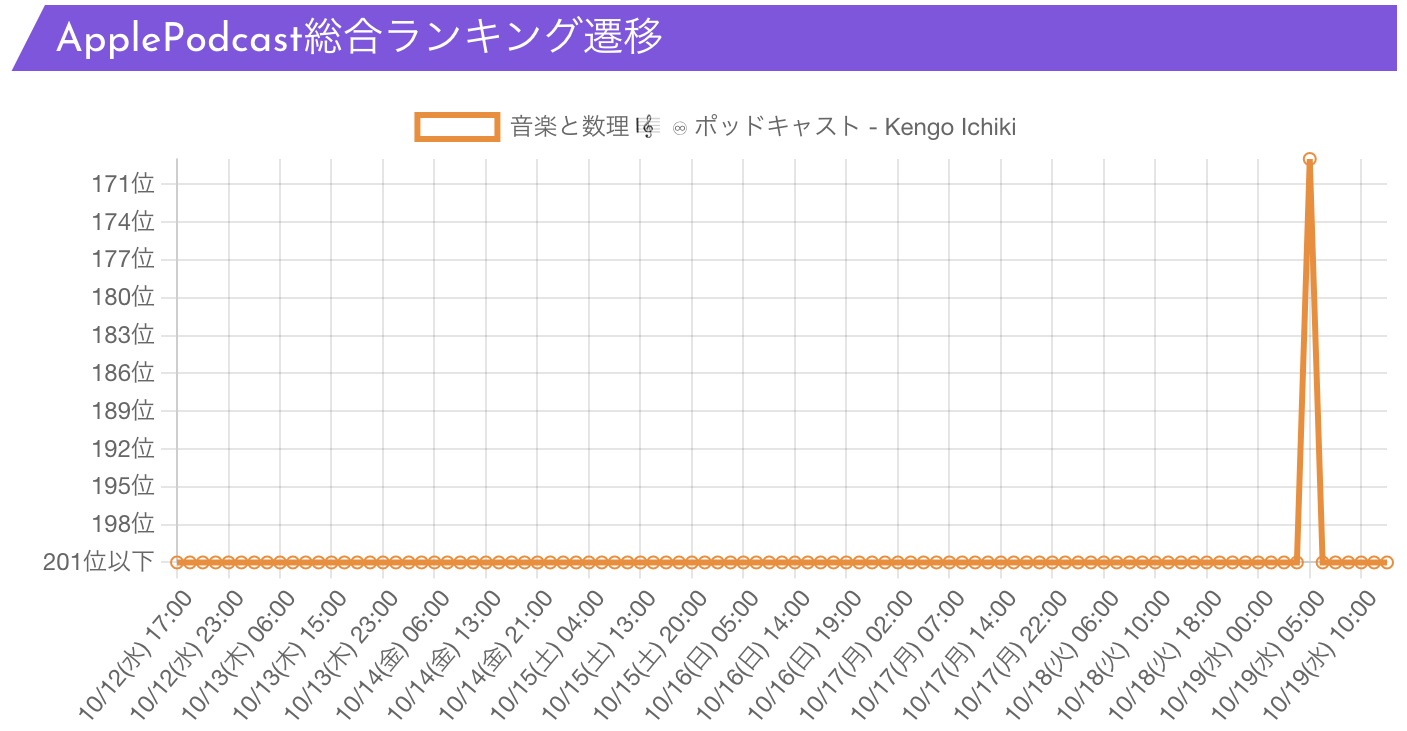 ApplePodcast総合ランキング遷移
音楽と数理🎼 ♾ ポッドキャスト - Kengo Ichiki
171位
174位
177位
180位
183位
186位
189位
192位
195位
198位
201位以下
10/12(水) 17:00
10/12(水) 23:00
10/13(木) 06:00
10/13(木) 15:00
10/13(木) 23:00
10/14(金) 06:00
10/14(金) 13:00
10/14(金) 21:00
10/15(土) 04:00
10/15(土) 13:00
10/15(土) 20:00
10/16(日) 05:00
10/16(日) 14:00
10/16(日) 19:00
10/17(月) 02:00
10/17(月) 07:00
10/17(月) 14:00
10/17(月) 22:00
10/18(火) 06:00
10/18(火) 10:00
10/18(火) 18:00
10/19(水) 00:00
10/19(水) 05:00
10/19(水) 10:00